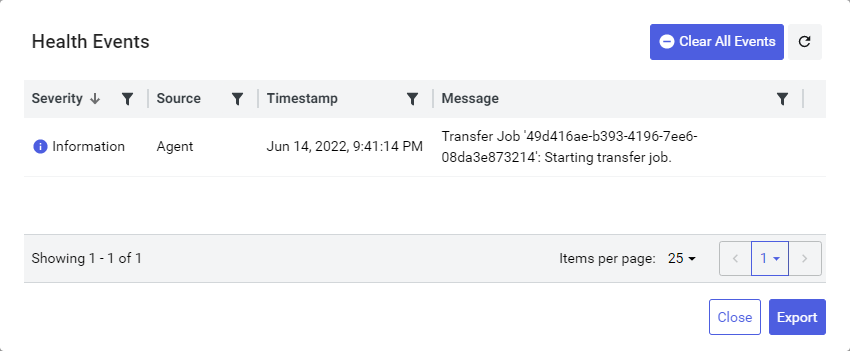 Health Events
Clear All Events
Severity Source Timestamp Message
Information Agent Jun 14, 2022, 9:41:14 PM Transfer Job '49d416ae-b393-4196-7ee6-
08da3e873214': Starting transfer job.
Showing 1 - 1 of 1 Items per page: 25 1
Close Export